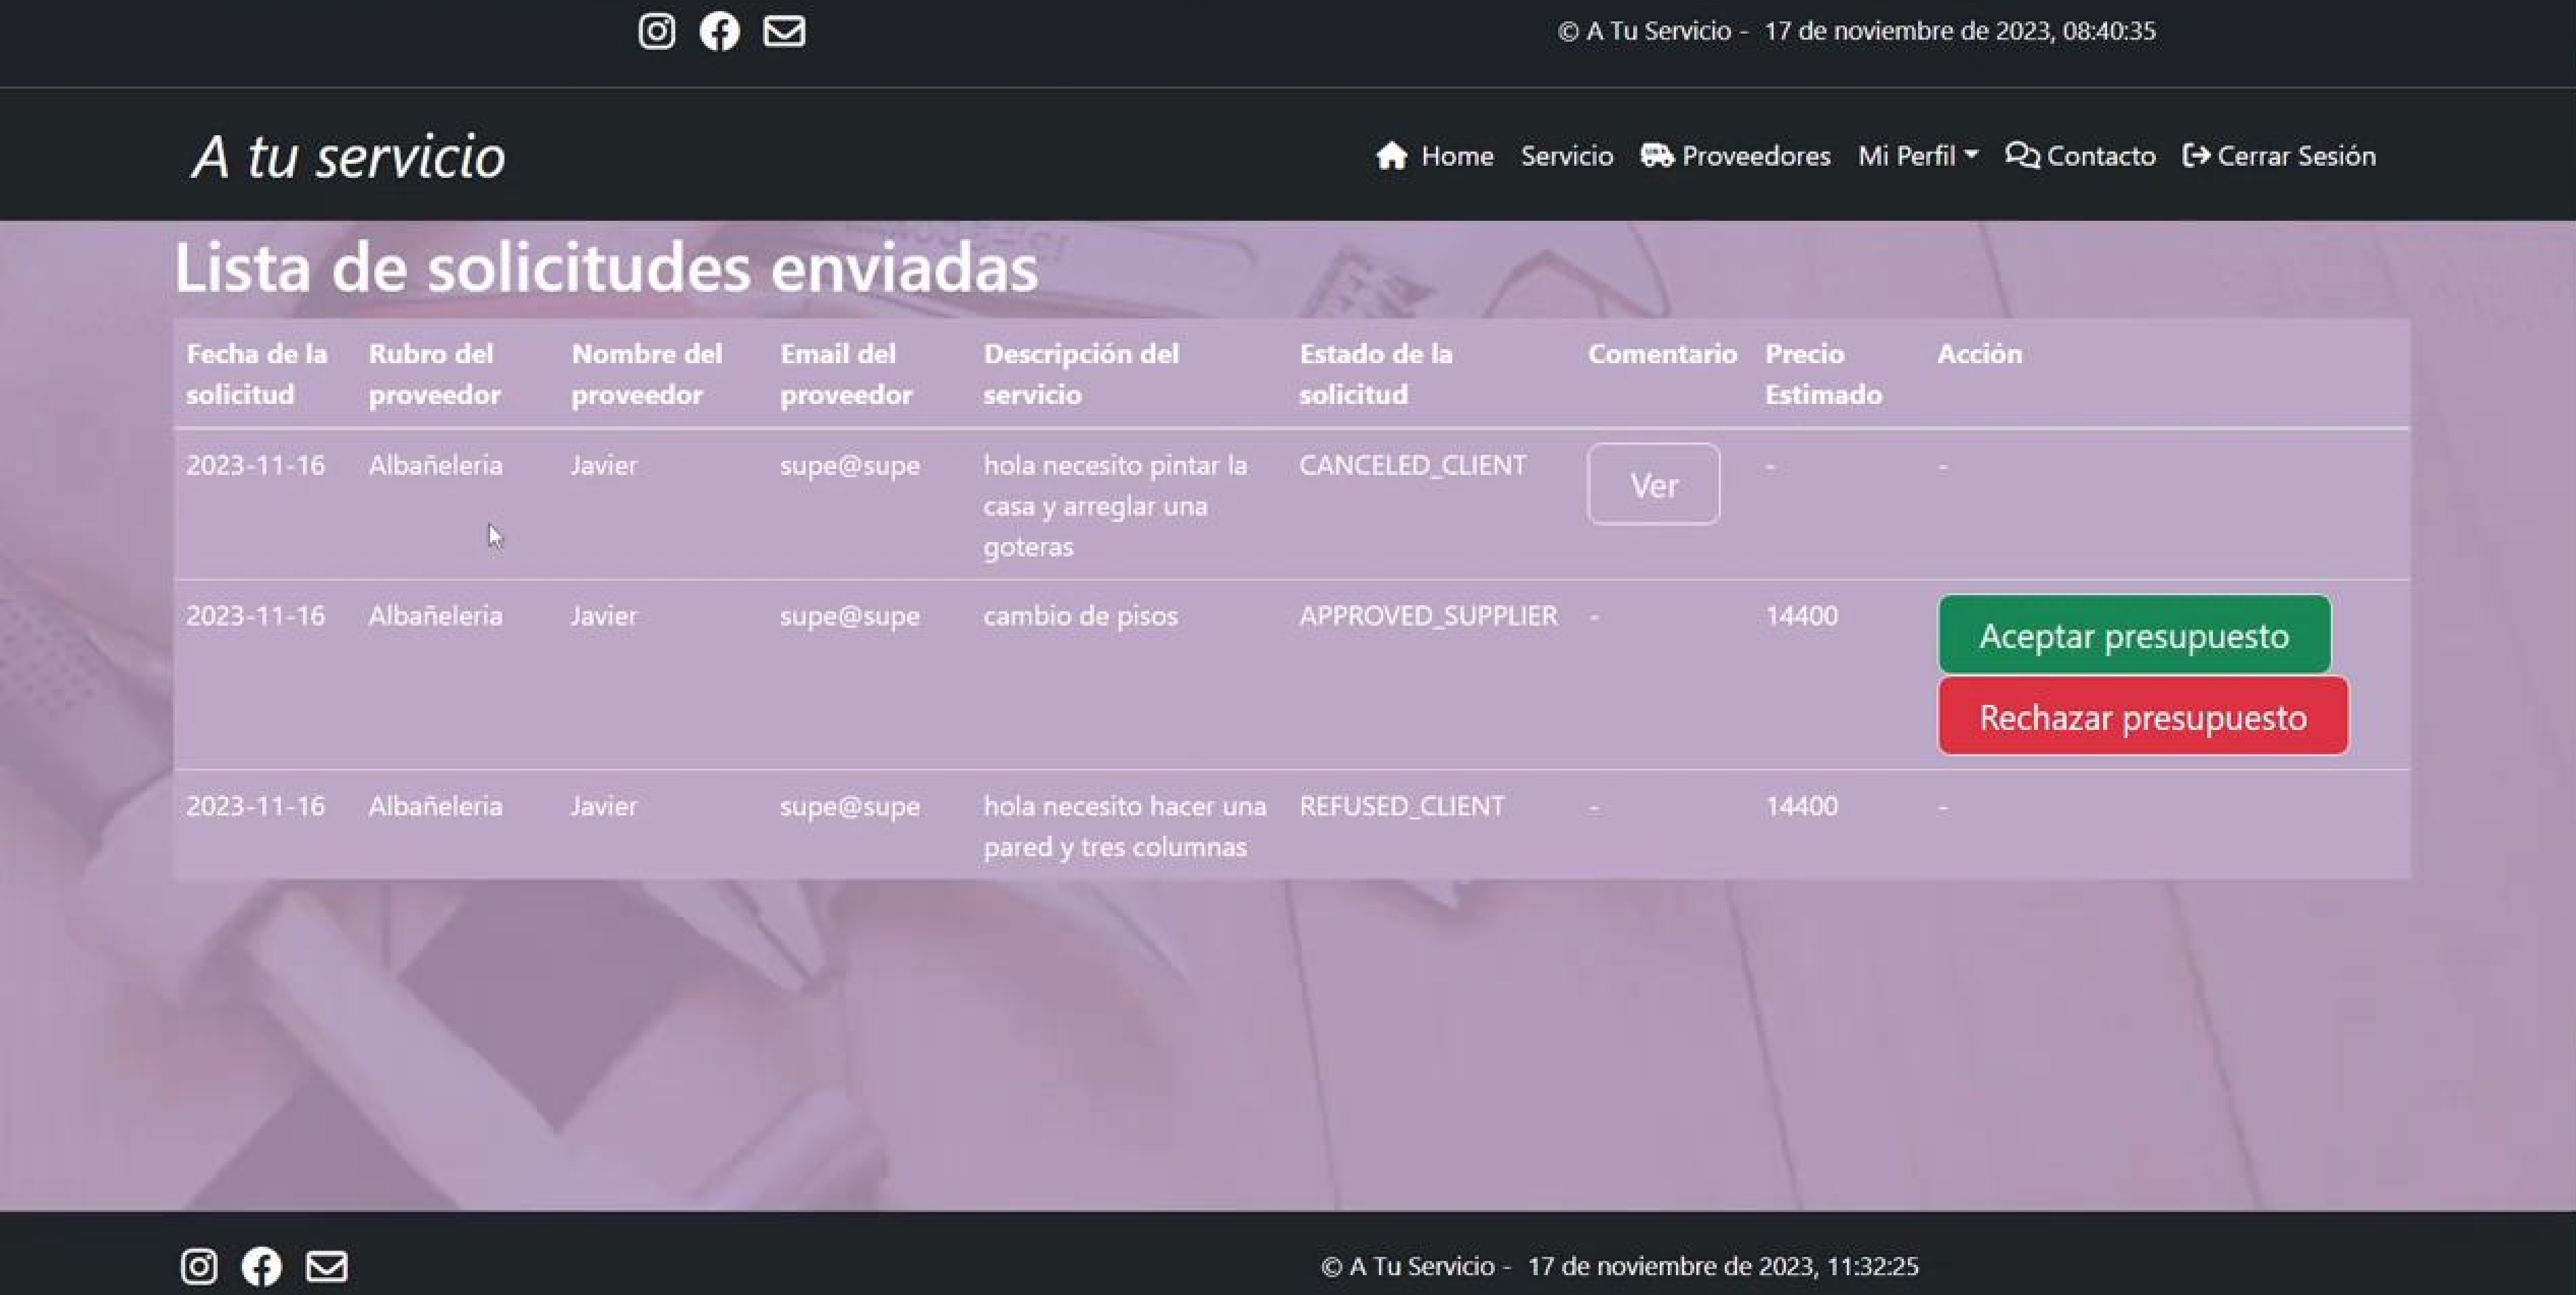 © A Tu Servicio - 17 de noviembre de 2023, 08:40:35
A tu servicio
Home Servicio Proveedores Mi Perfil Contacto Cerrar Sesión
Lista de solicitudes enviadas
Fecha de la solicitud Rubro del proveedor Nombre del proveedor Email del proveedor Descripción del servicio Estado de la solicitud Comentario Precio Estimado Acción
2023-11-16 Albañeleria Javier supe@supe hola necesito pintar la casa y arreglar una goteras CANCELED_CLIENT Ver - -
2023-11-16 Albañeleria Javier supe@supe cambio de pisos APPROVED_SUPPLIER - 14400 Aceptar presupuesto
Rechazar presupuesto
2023-11-16 Albañeleria Javier supe@supe hola necesito hacer una pared y tres columnas REFUSED_CLIENT - 14400 -
© A Tu Servicio - 17 de noviembre de 2023, 11:32:25